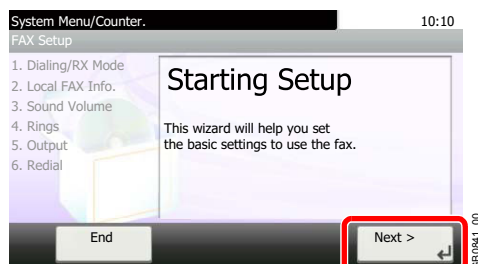 System Menu/Counter.
10:10
FAX Setup
1. Dialing/RX Mode
2. Local FAX Info.
3. Sound Volume
4. Rings
5. Output
6. Redial
Starting Setup
This wizard will help you set
the basic settings to use the fax.
End
Next >